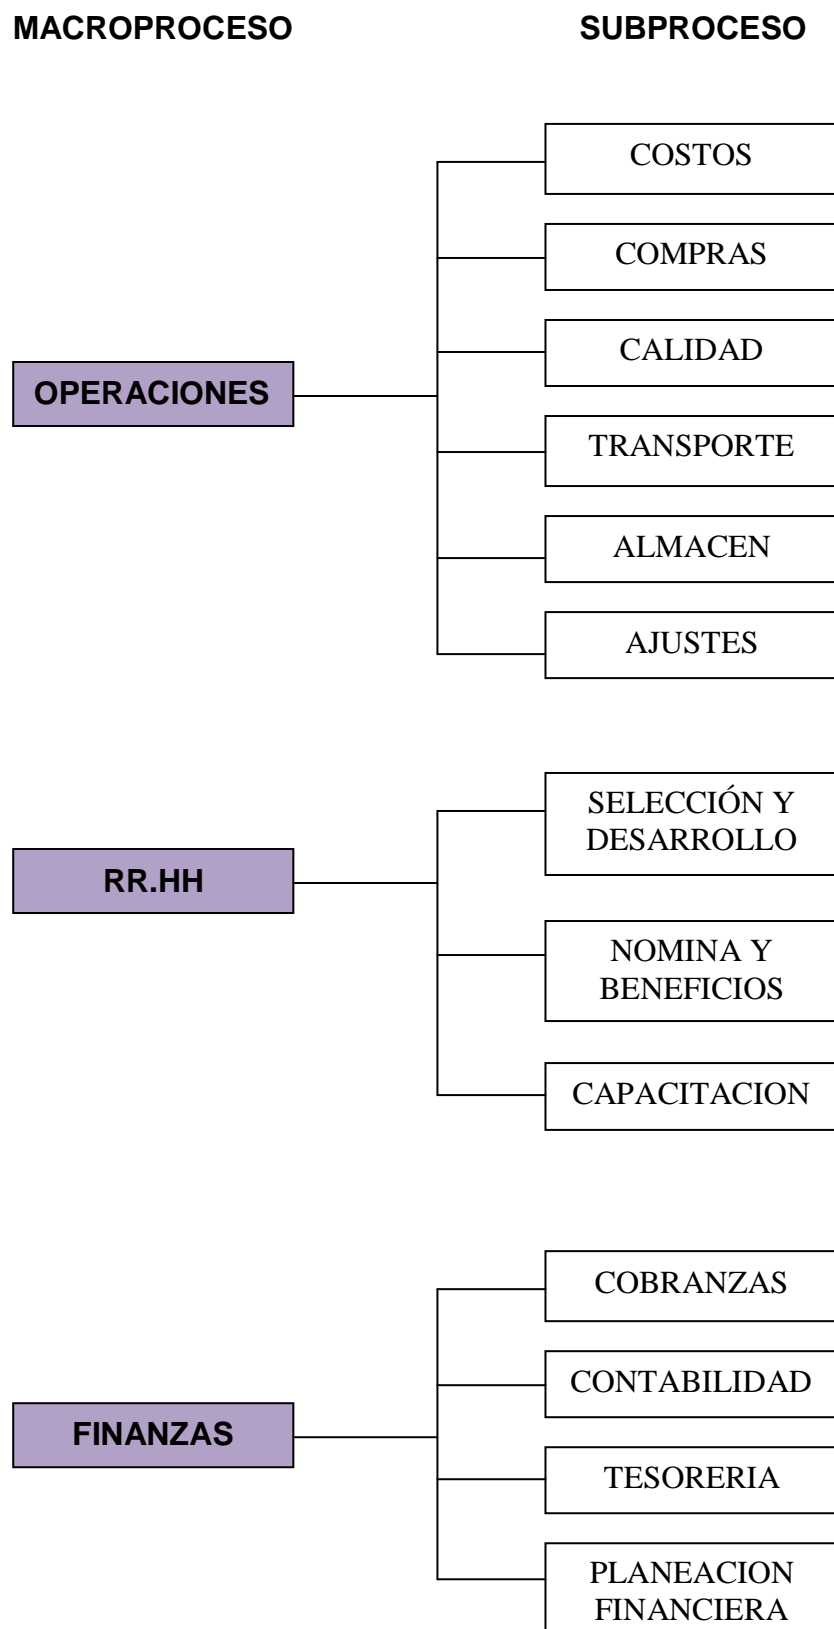 MACROPROCESO
SUBPROCESO
OPERACIONES
COSTOS
COMPRAS
CALIDAD
TRANSPORTE
ALMACEN
AJUSTES
RR.HH
SELECCIÓN Y
DESARROLLO
NOMINA Y
BENEFICIOS
CAPACITACION
FINANZAS
COBRANZAS
CONTABILIDAD
TESORERIA
PLANEACION
FINANCIERA